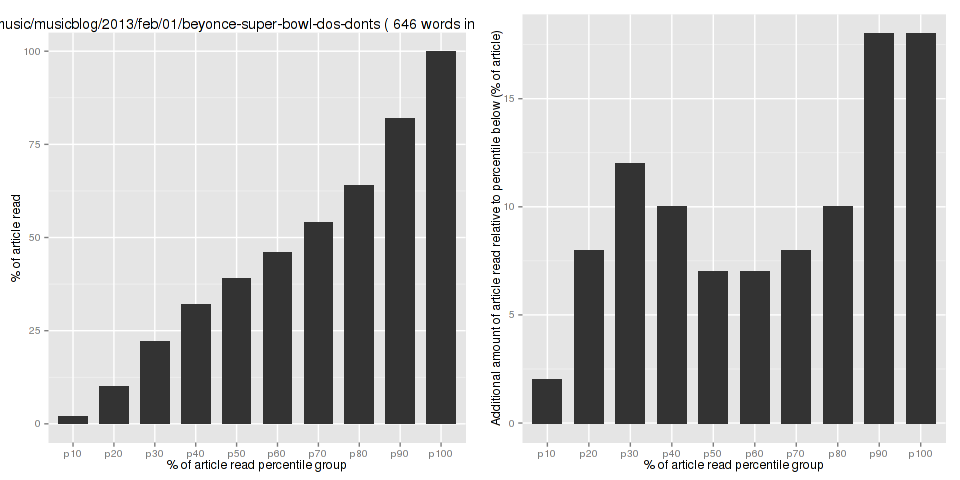 music/musicblog/2013/feb/01/beyonce-super-bowl-dos-donts ( 646 words in
% of article read
100
75
50
25
0
p10 p20 p30 p40 p50 p60 p70 p80 p90 p100
% of article read percentile group
Additional amount of article read relative to percentile below (% of article)
15
10
5
0
p10 p20 p30 p40 p50 p60 p70 p80 p90 p100
% of article read percentile group